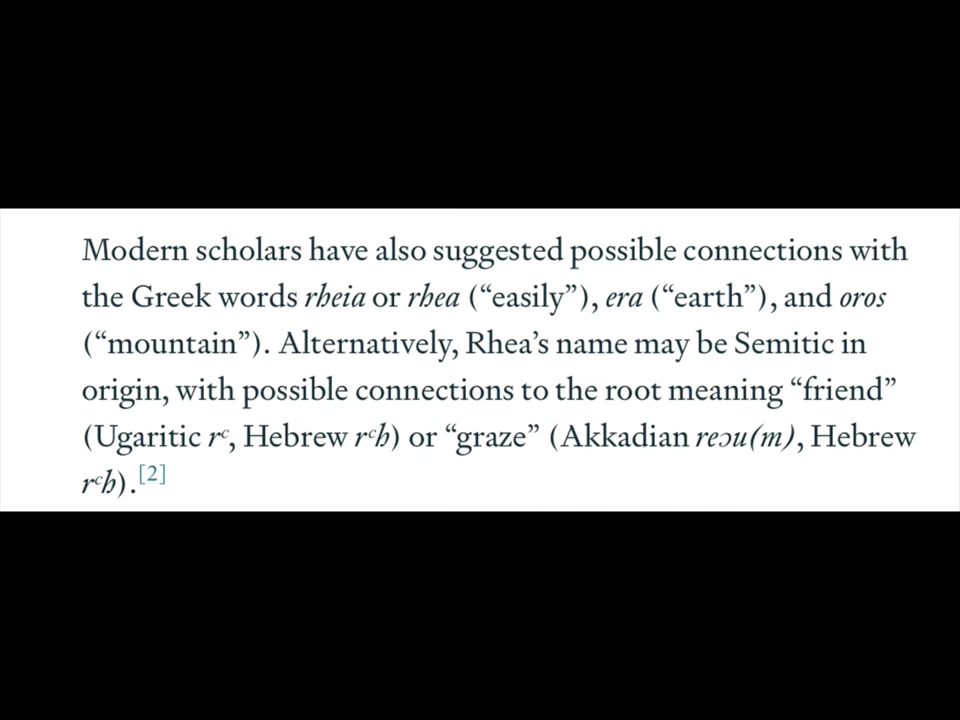 Modern scholars have also suggested possible connections with
the Greek words rheia or rhea (“easily”), era (“earth”), and oros
(“mountain”). Alternatively, Rhea’s name may be Semitic in
origin, with possible connections to the root meaning “friend”
(Ugaritic rᶜ, Hebrew rᶜh) or “graze” (Akkadian reɔu(m), Hebrew
rᶜh).[2]